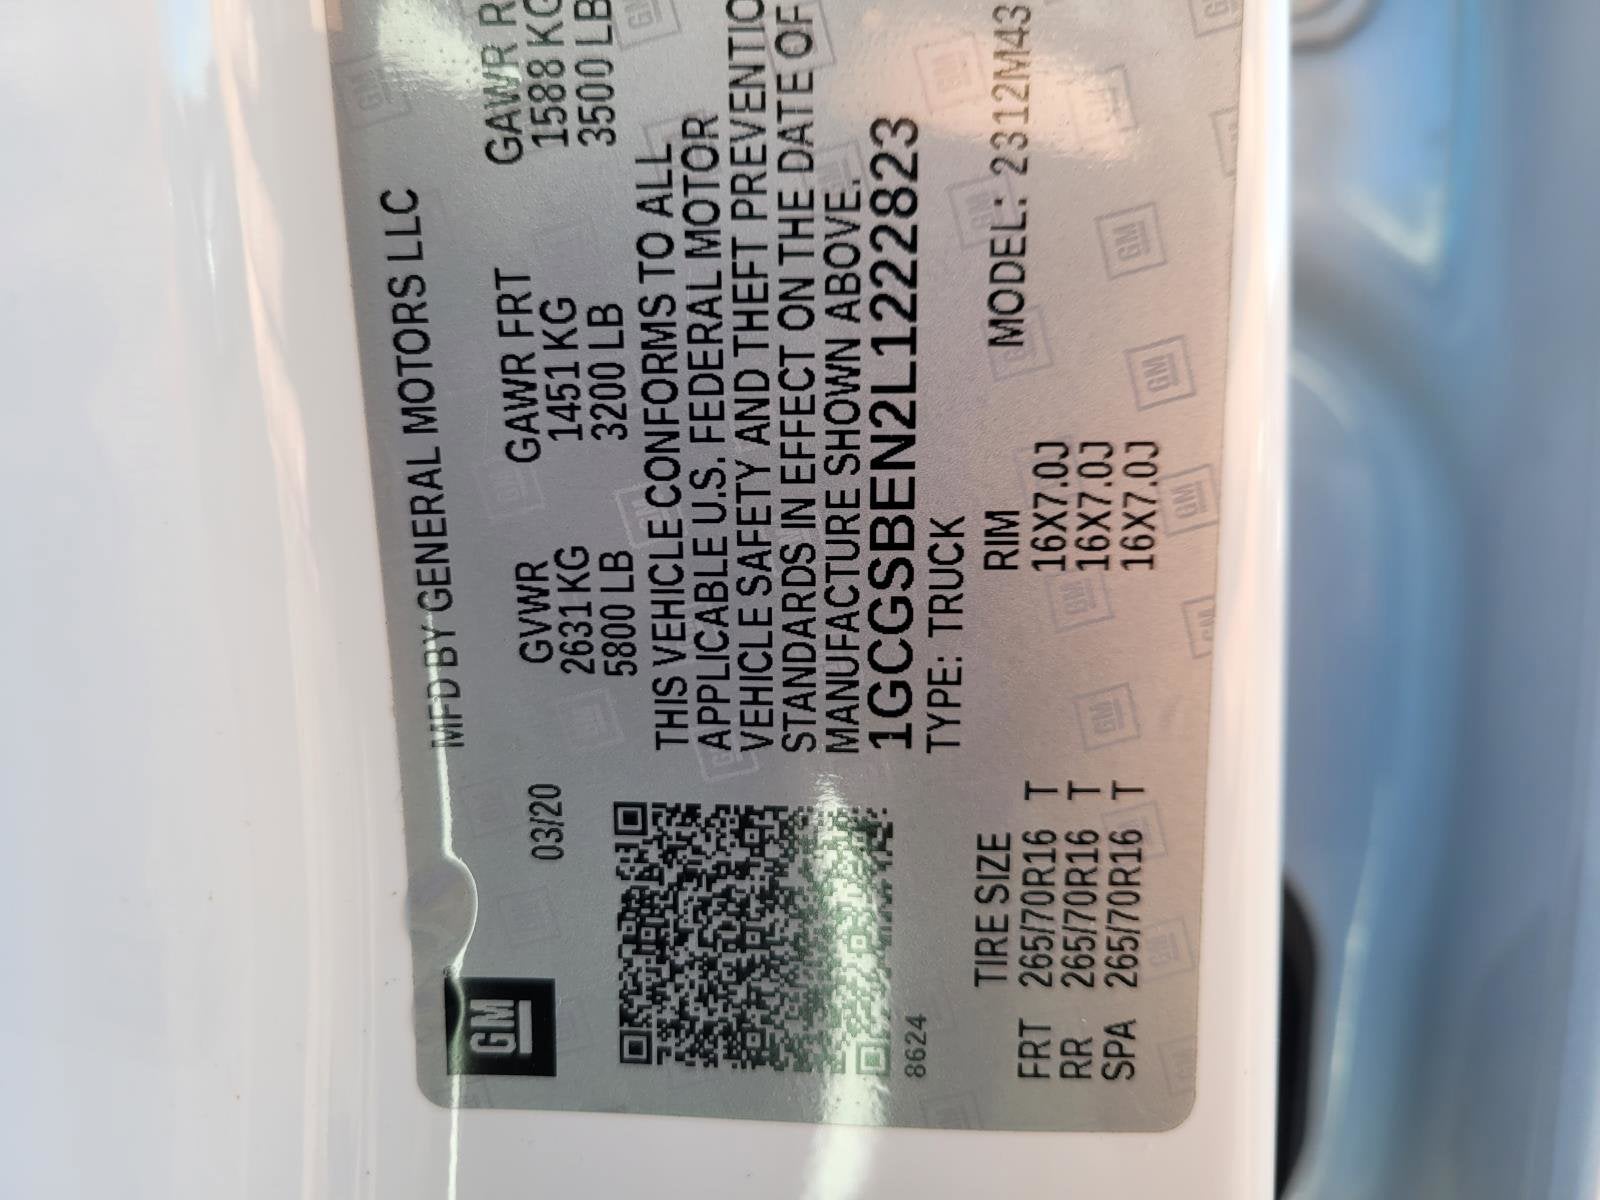 GM
MFD BY GENERAL MOTORS LLC
03/20
GVWR GAWR FRT GAWR R
2631 KG 1451 KG 1588 KG
5800 LB 3200 LB 3500 LB
THIS VEHICLE CONFORMS TO ALL
APPLICABLE U.S. FEDERAL MOTOR
VEHICLE SAFETY AND THEFT PREVENTIO
STANDARDS IN EFFECT ON THE DATE OF
MANUFACTURE SHOWN ABOVE.
1GCGSBEN2L1222823
8624
TYPE: TRUCK
TIRE SIZE RIM MODEL: 2312M43
FRT 265/70R16 T 16X7.0J
RR 265/70R16 T 16X7.0J
SPA 265/70R16 T 16X7.0J